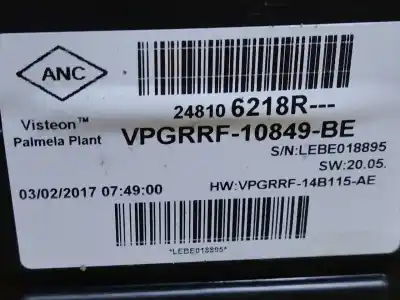 ANC
24810 6218R---
Visteon™
Palmela Plant
VPGRRF-10849-BE
S/N:LEBE018895
SW:20.05.
03/02/2017 07:49:00
HW:VPGRRF-14B115-AE
*LEBE018895*